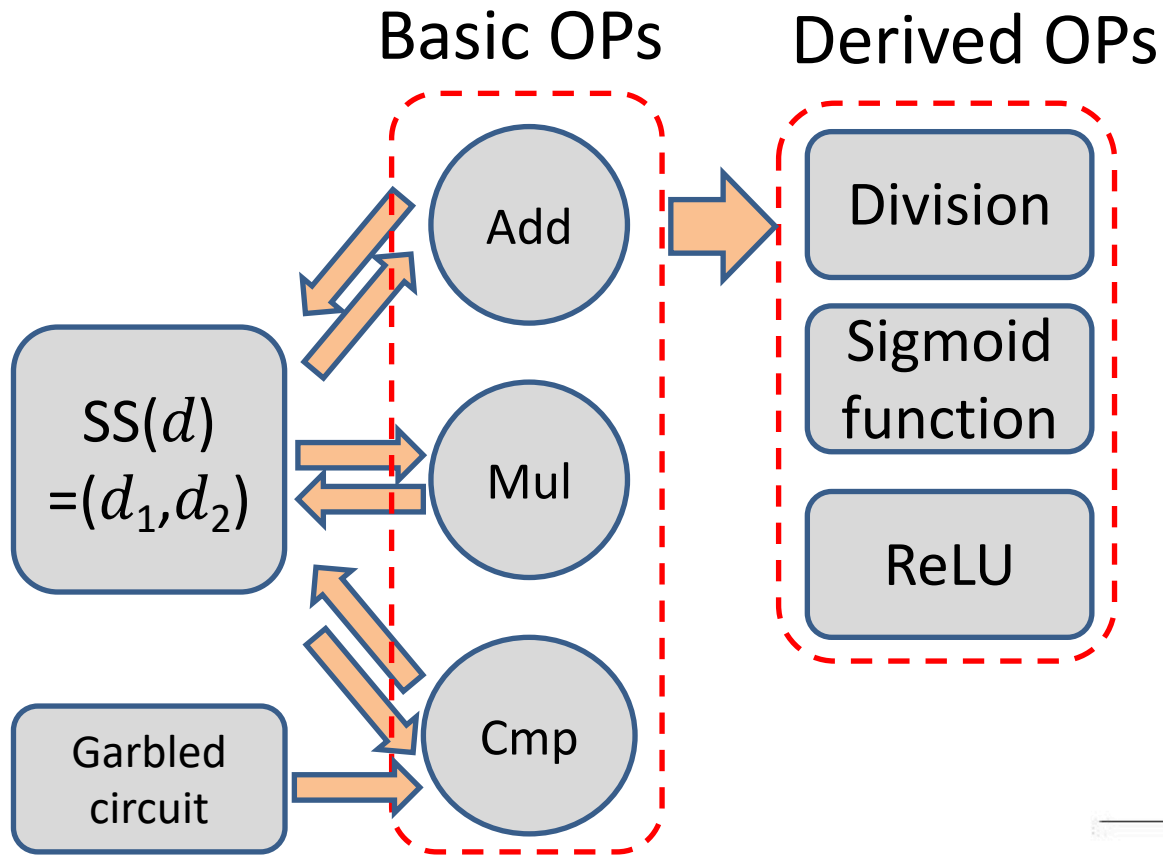 Basic OPs
Derived OPs
Add
Division
Sigmoid
function
SS(d)
=(d₁,d₂)
Mul
ReLU
Cmp
Garbled
circuit